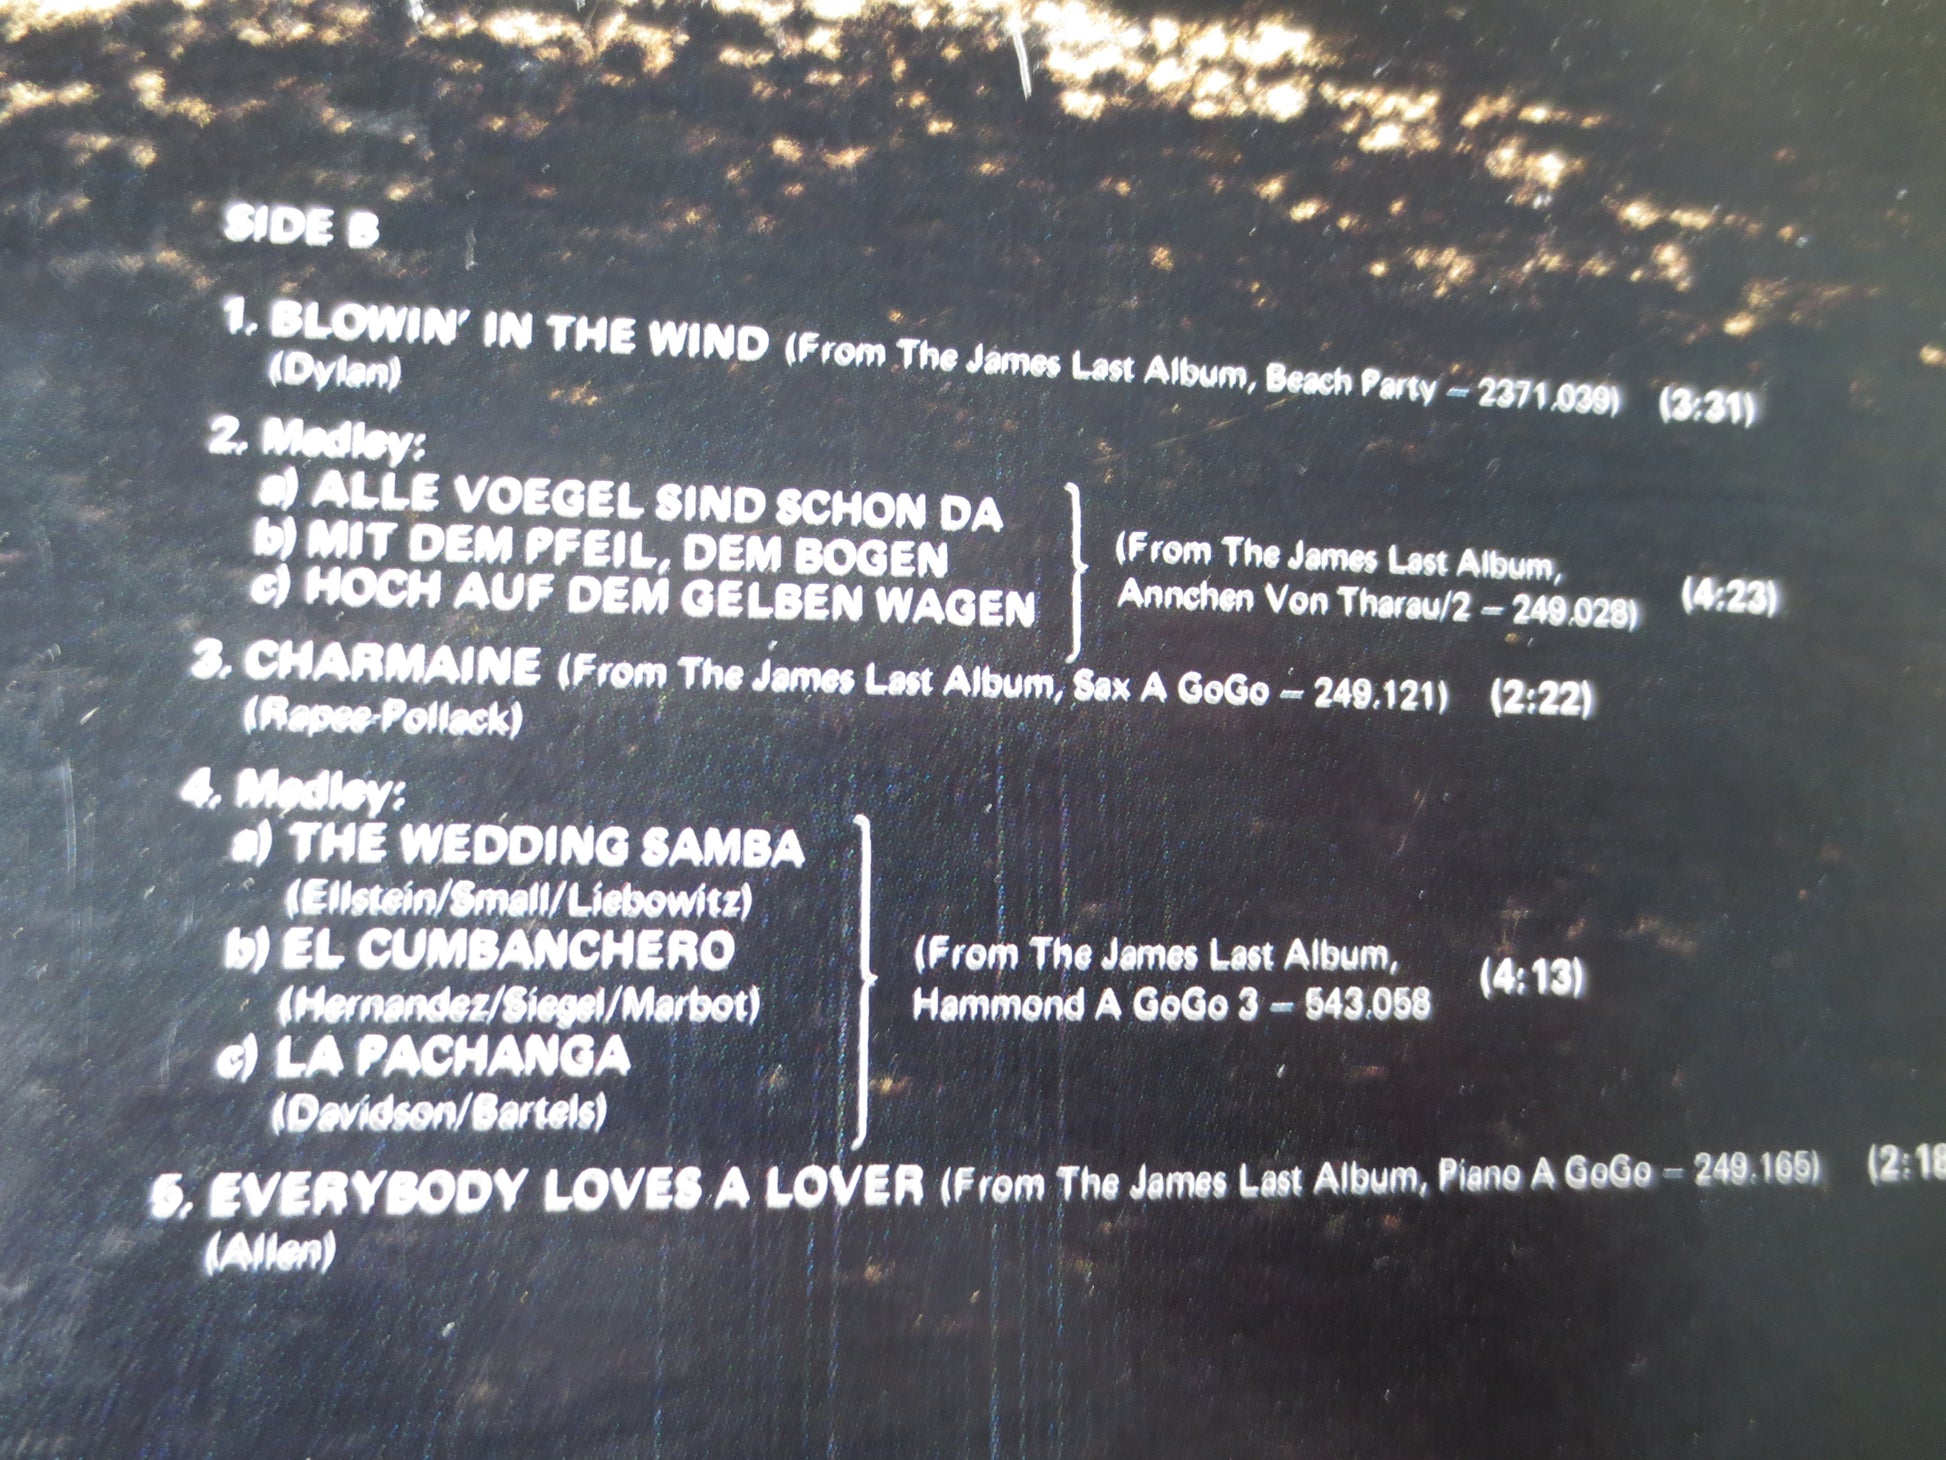 SIDE B
1. BLOWIN' IN THE WIND (From The James Last Album, Beach Party – 2371.039) (3:31)
(Dylan)
2. Medley:
a) ALLE VOEGEL SIND SCHON DA
b) MIT DEM PFEIL, DEM BOGEN
c) HOCH AUF DEM GELBEN WAGEN
(From The James Last Album,
Annchen Von Tharau/2 – 249.028) (4:23)
3. CHARMAINE (From The James Last Album, Sax A GoGo – 249.121) (2:22)
(Rapee-Pollack)
4. Medley:
a) THE WEDDING SAMBA
(Ellstein/Small/Liebowitz)
b) EL CUMBANCHERO
(Hernandez/Siegel/Marbot)
c) LA PACHANGA
(Davidson/Bartels)
(From The James Last Album,
Hammond A GoGo 3 – 543.058 (4:13)
5. EVERYBODY LOVES A LOVER (From The James Last Album, Piano A GoGo – 249.165) (2:18
(Allen)